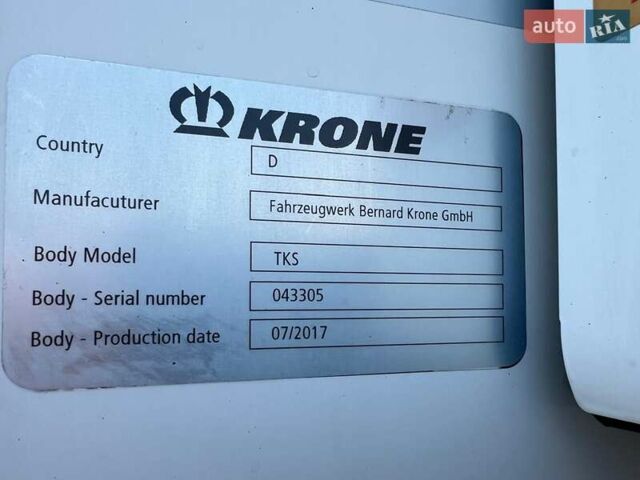 auto RIA.com
KRONE
Country D
Manufacuturer Fahrzeugwerk Bernard Krone GmbH
Body Model TKS
Body - Serial number 043305
Body - Production date 07/2017